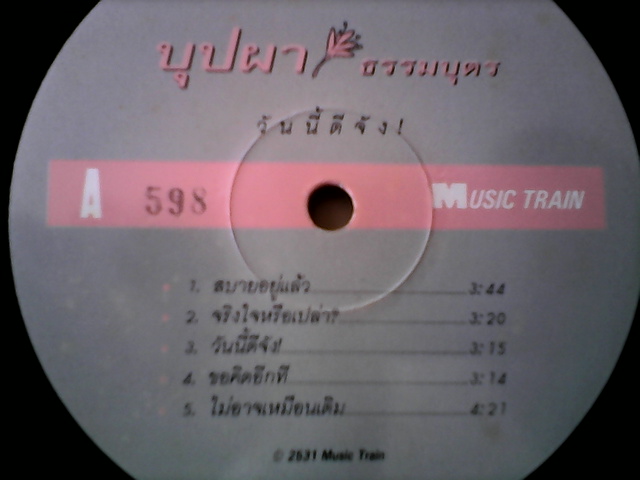 บุปผา ธรรมบุตร
วันนี้ดีจัง!
A 598 MUSIC TRAIN
1. สบายอยู่แล้ว 3:44
2. จริงใจหรือเปล่า? 3:20
3. วันนี้ดีจัง! 3:15
4. ขอคิดอีกที 3:14
5. ไม่อาจเหมือนเดิม 4:21
© 2531 Music Train